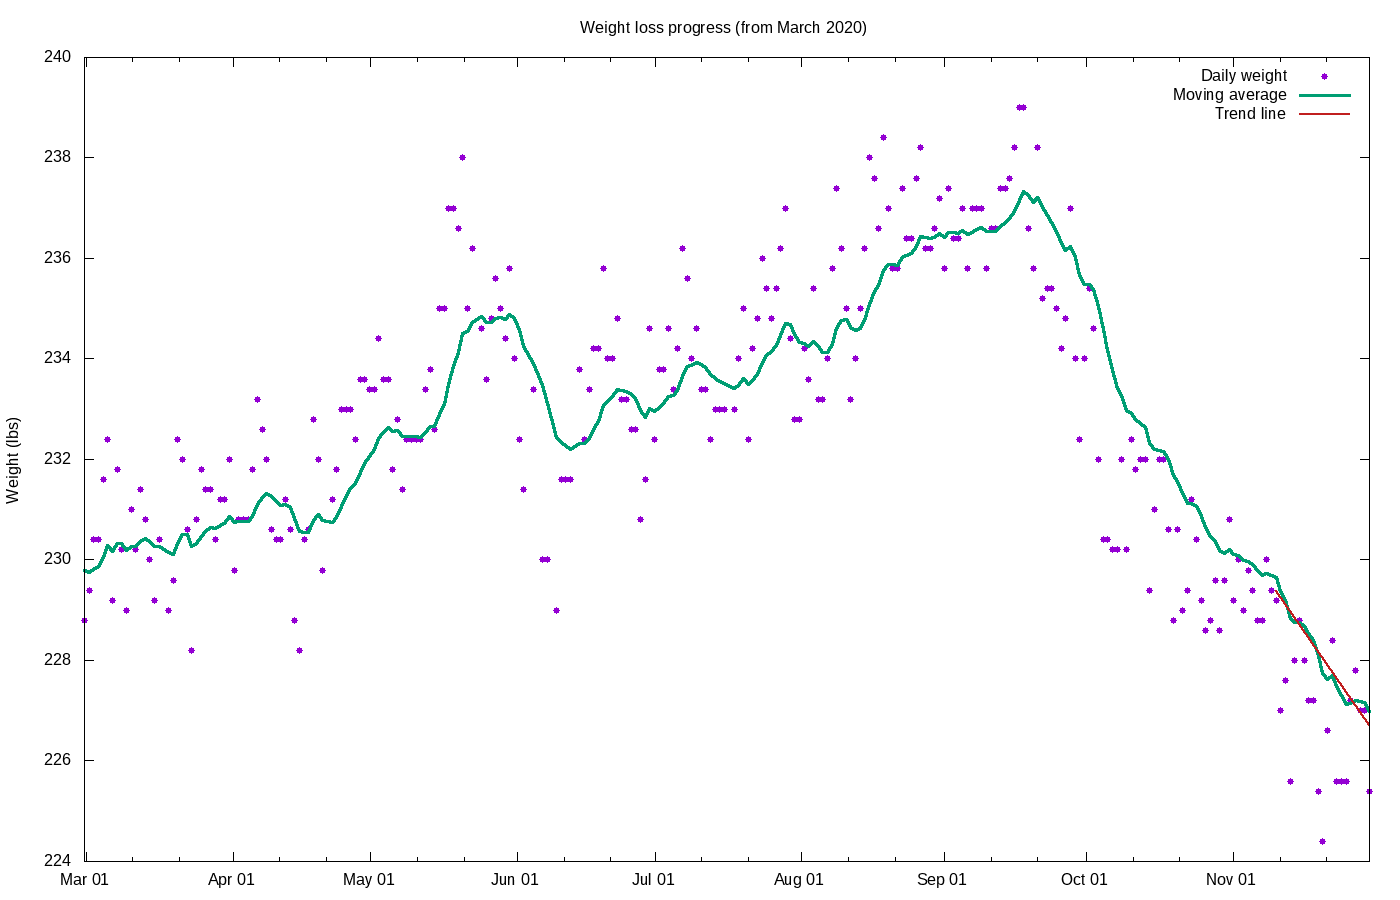 Weight loss progress (from March 2020)
Daily weight
Moving average
Trend line
Weight (lbs)
240
238
236
234
232
230
228
226
224
Mar 01 Apr 01 May 01 Jun 01 Jul 01 Aug 01 Sep 01 Oct 01 Nov 01